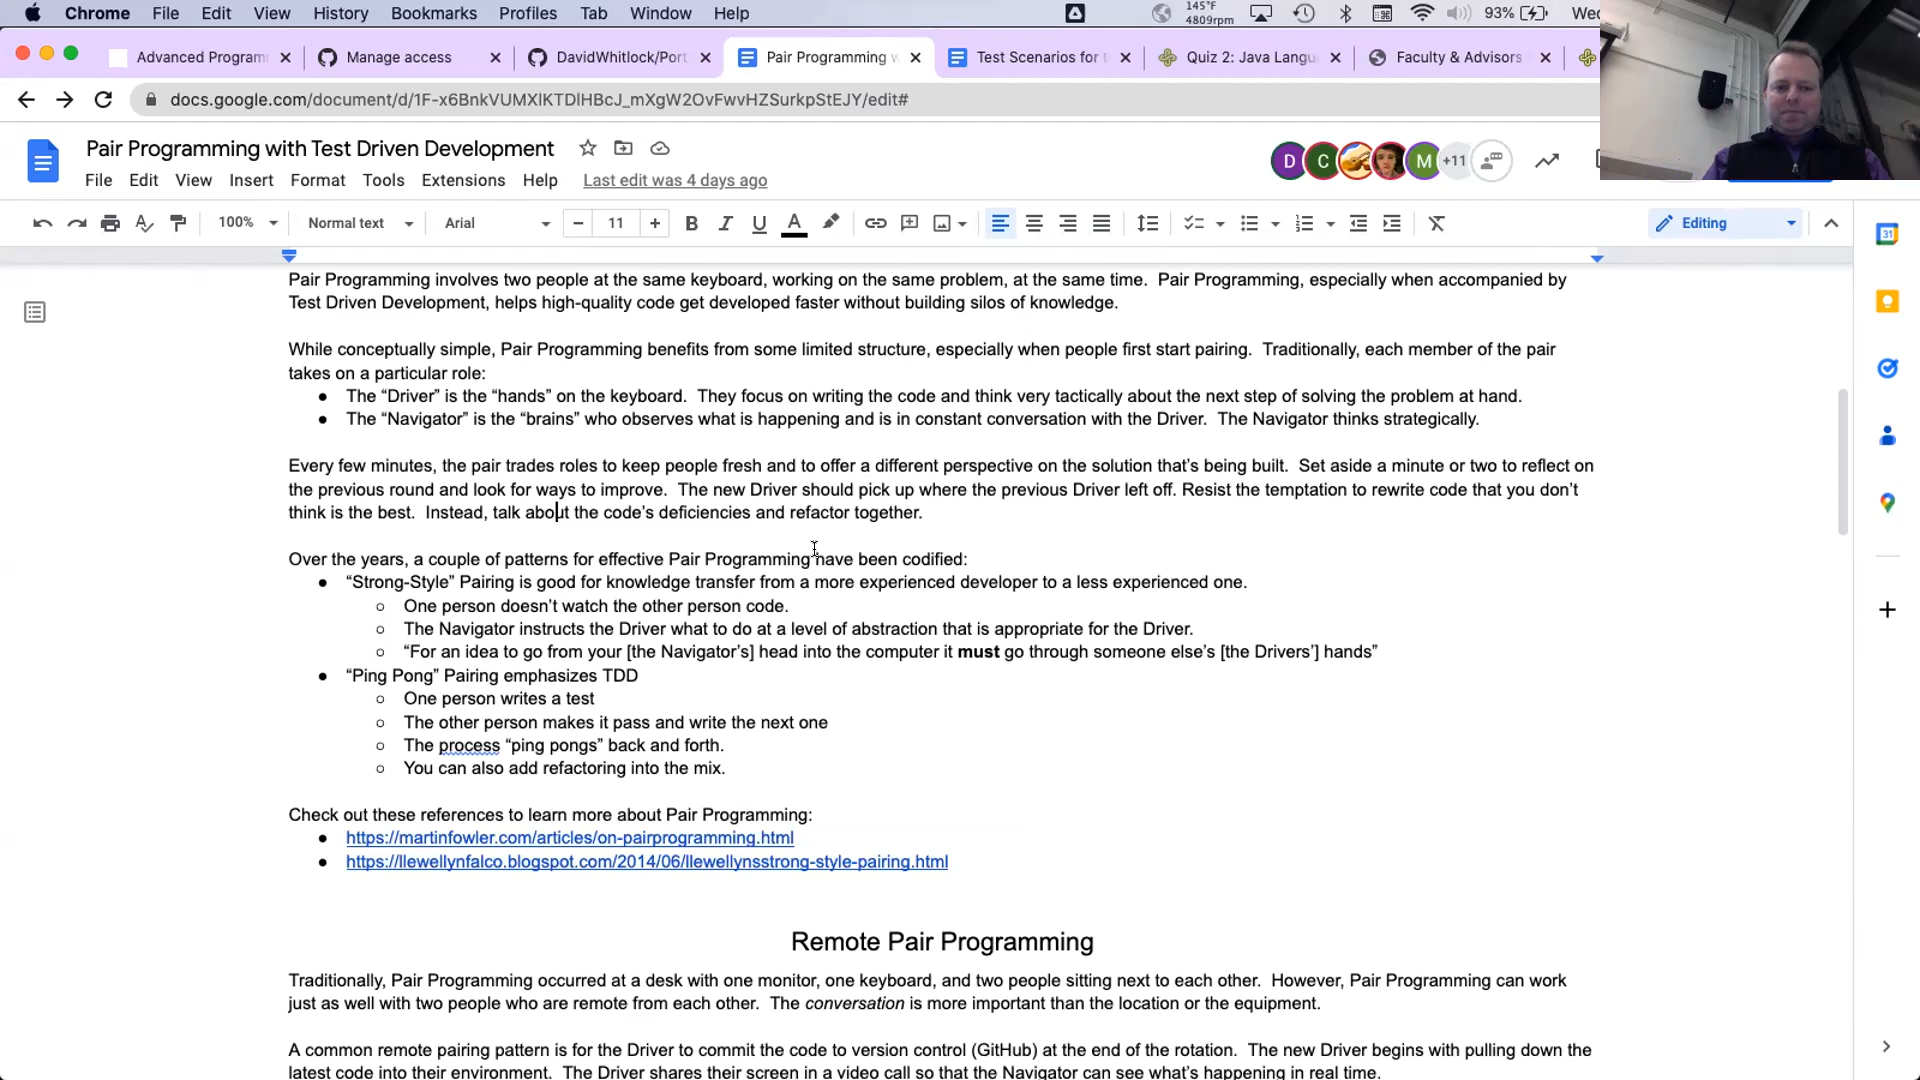 Chrome File Edit View History Bookmarks Profiles Tab Window Help 145°F 4809rpm 93% Wed
Advanced Program Manage access DavidWhitlock/Port Pair Programming w Test Scenarios for t Quiz 2: Java Langu Faculty & Advisors
docs.google.com/document/d/1F-x6BnkVUMXlKTDlHBcJ_mXgW2OvFwvHZSurkpStEJY/edit#
Pair Programming with Test Driven Development D C M +11
File Edit View Insert Format Tools Extensions Help Last edit was 4 days ago
100% Normal text Arial 11 B I U A Editing
31
Pair Programming involves two people at the same keyboard, working on the same problem, at the same time. Pair Programming, especially when accompanied by
Test Driven Development, helps high-quality code get developed faster without building silos of knowledge.
While conceptually simple, Pair Programming benefits from some limited structure, especially when people first start pairing. Traditionally, each member of the pair
takes on a particular role:
● The “Driver” is the “hands” on the keyboard. They focus on writing the code and think very tactically about the next step of solving the problem at hand.
● The “Navigator” is the “brains” who observes what is happening and is in constant conversation with the Driver. The Navigator thinks strategically.
Every few minutes, the pair trades roles to keep people fresh and to offer a different perspective on the solution that’s being built. Set aside a minute or two to reflect on
the previous round and look for ways to improve. The new Driver should pick up where the previous Driver left off. Resist the temptation to rewrite code that you don’t
think is the best. Instead, talk about the code’s deficiencies and refactor together.
Over the years, a couple of patterns for effective Pair Programming have been codified:
● “Strong-Style” Pairing is good for knowledge transfer from a more experienced developer to a less experienced one.
○ One person doesn’t watch the other person code.
○ The Navigator instructs the Driver what to do at a level of abstraction that is appropriate for the Driver.
○ “For an idea to go from your [the Navigator’s] head into the computer it must go through someone else’s [the Drivers’] hands”
● “Ping Pong” Pairing emphasizes TDD
○ One person writes a test
○ The other person makes it pass and write the next one
○ The process “ping pongs” back and forth.
○ You can also add refactoring into the mix.
Check out these references to learn more about Pair Programming:
● https://martinfowler.com/articles/on-pairprogramming.html
● https://llewellynfalco.blogspot.com/2014/06/llewellynsstrong-style-pairing.html
Remote Pair Programming
Traditionally, Pair Programming occurred at a desk with one monitor, one keyboard, and two people sitting next to each other. However, Pair Programming can work
just as well with two people who are remote from each other. The conversation is more important than the location or the equipment.
A common remote pairing pattern is for the Driver to commit the code to version control (GitHub) at the end of the rotation. The new Driver begins with pulling down the
latest code into their environment. The Driver shares their screen in a video call so that the Navigator can see what’s happening in real time.